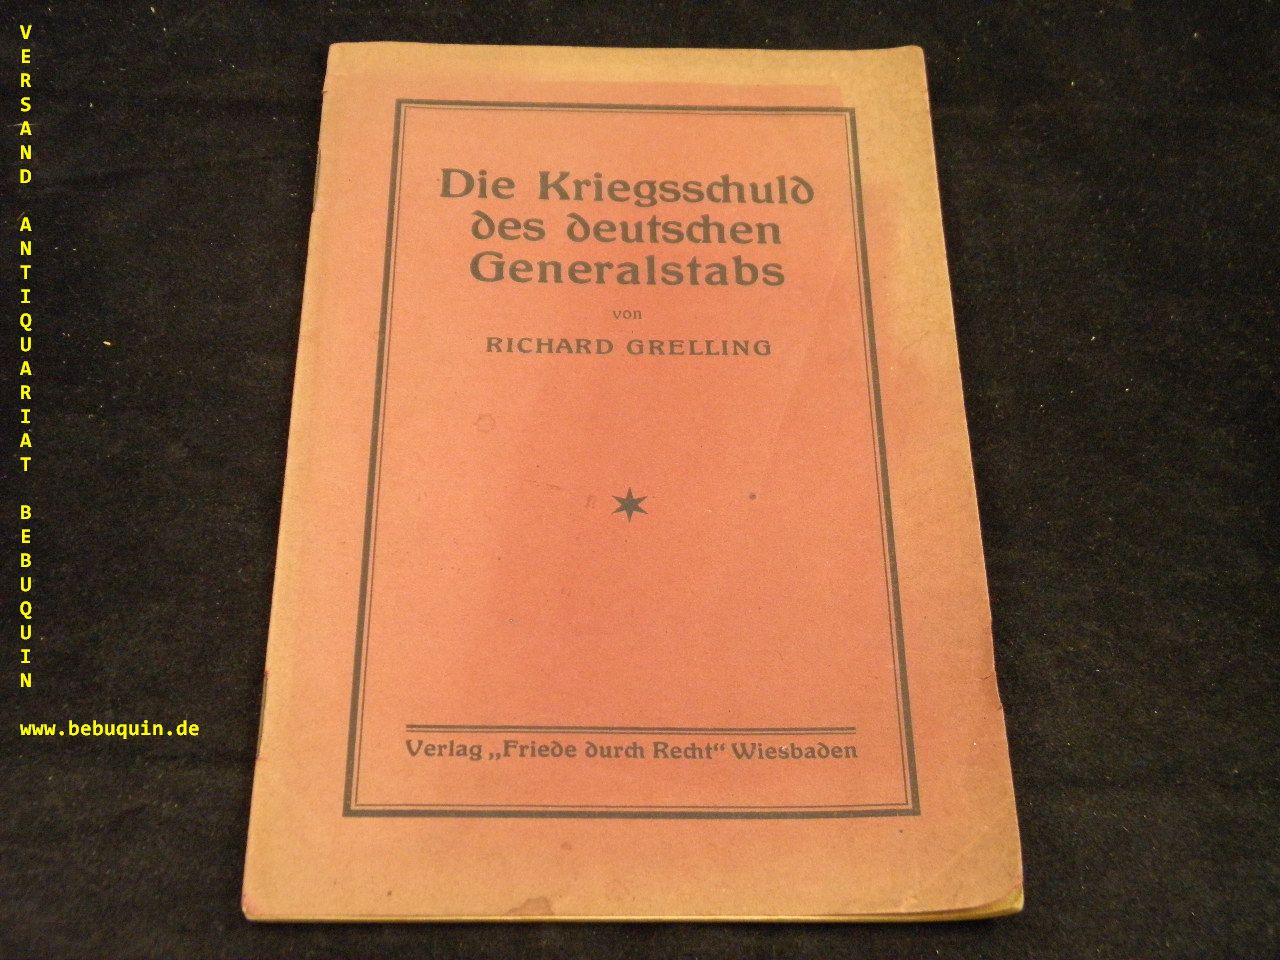 VERSAND ANTIQUARIAT BEBUQUIN
www.bebuquin.de
Die Kriegsschuld
des deutschen
Generalstabs
von
RICHARD GRELLING
Verlag „Friede durch Recht“ Wiesbaden